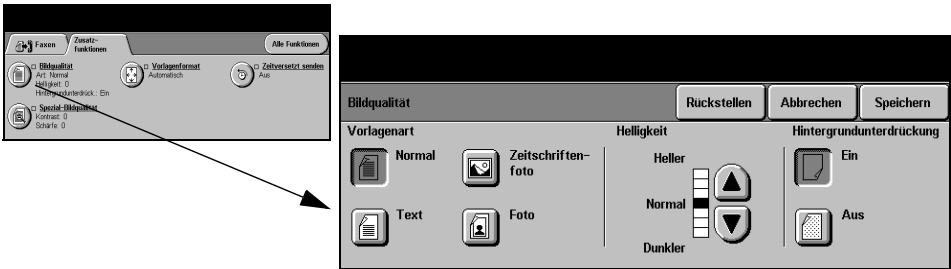 Faxen
Zusatz-
funktionen
Alle Funktionen
Bildqualität
Art: Normal
Helligkeit: 0
Hintergrundunterdrück.: Ein
Vorlagenformat
Automatisch
Zeitversetzt senden
Aus
Spezial-Bildqualität
Kontrast: 0
Schärfe: 0
Bildqualität
Rückstellen
Abbrechen
Speichern
Vorlagenart
Helligkeit
Hintergrundunterdrückung
Normal
Zeitschriften-
foto
Heller
Ein
Normal
Text
Foto
Aus
Dunkler